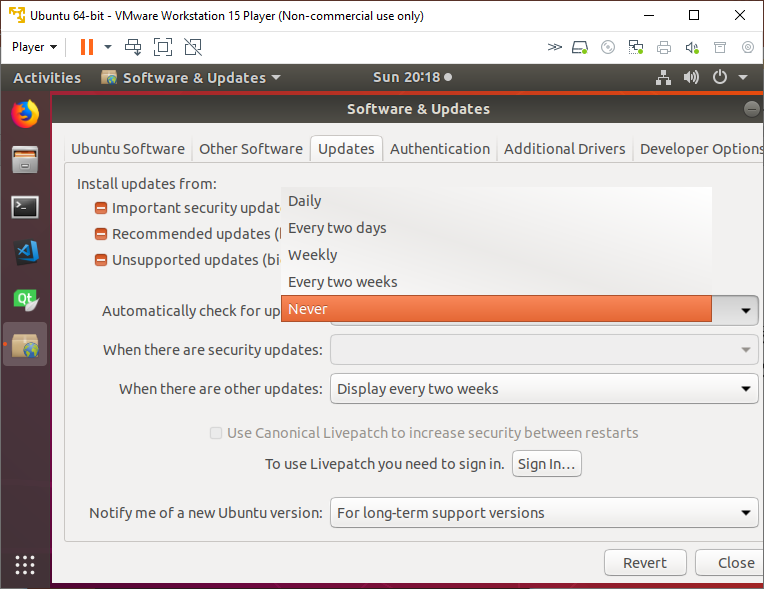 Ubuntu 64-bit - VMware Workstation 15 Player (Non-commercial use only)
Player
Activities Software & Updates Sun 20:18
Software & Updates
Ubuntu Software Other Software Updates Authentication Additional Drivers Developer Options
Install updates from:
Daily
Important security
Every two days
Recommended updates
Weekly
Unsupported updates
Every two weeks
Automatically check for
Never
When there are security updates:
When there are other updates: Display every two weeks
Use Canonical Livepatch to increase security between restarts
To use Livepatch you need to sign in. Sign In...
Notify me of a new Ubuntu version: For long-term support versions
Revert Close